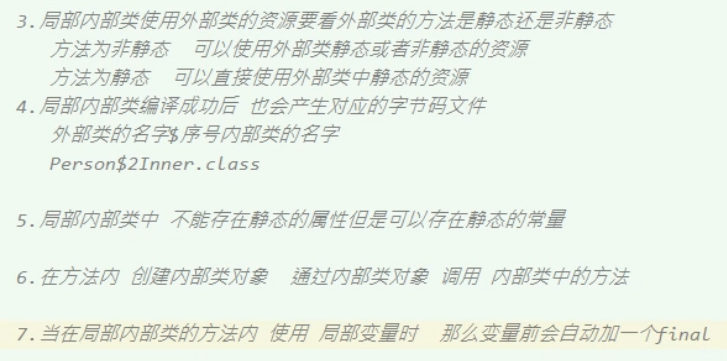 3.局部内部类使用外部类的资源要看外部类的方法是静态还是非静态
方法为非静态  可以使用外部类静态或者非静态的资源
方法为静态  可以直接使用外部类中静态的资源
4.局部内部类编译成功后 也会产生对应的字节码文件
外部类的名字$序号内部类的名字
Person$2Inner.class
5.局部内部类中 不能存在静态的属性但是可以存在静态的常量
6.在方法内 创建内部类对象  通过内部类对象 调用 内部类中的方法
7.当在局部内部类的方法内 使用 局部变量时  那么变量前会自动加一个final